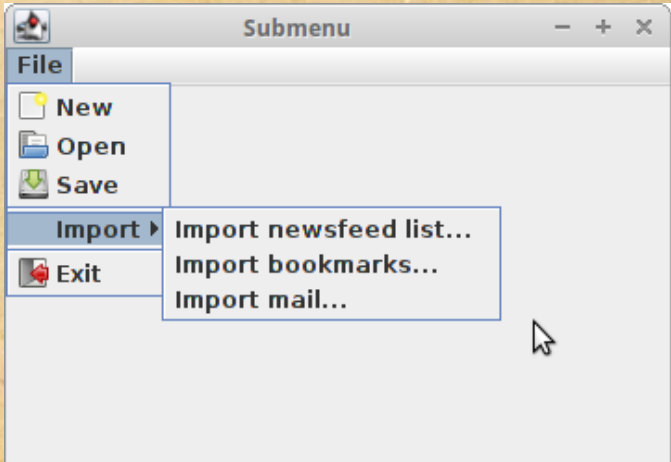 Submenu
File
New
Open
Save
Import
Import newsfeed list...
Import bookmarks...
Import mail...
Exit